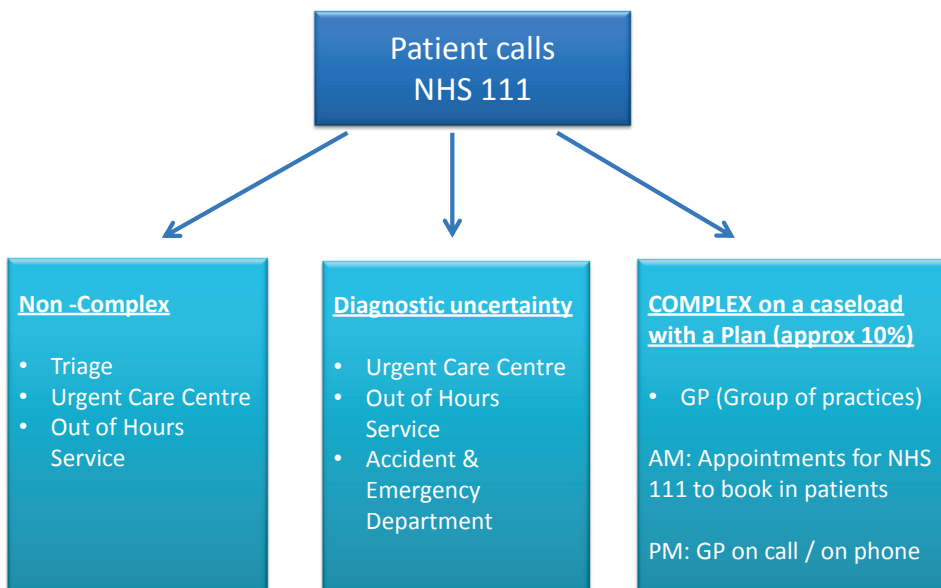 Patient calls
NHS 111
Non -Complex
• Triage
• Urgent Care Centre
• Out of Hours
Service
Diagnostic uncertainty
• Urgent Care Centre
• Out of Hours
Service
• Accident &
Emergency
Department
COMPLEX on a caseload
with a Plan (approx 10%)
• GP (Group of practices)
AM: Appointments for NHS
111 to book in patients
PM: GP on call / on phone